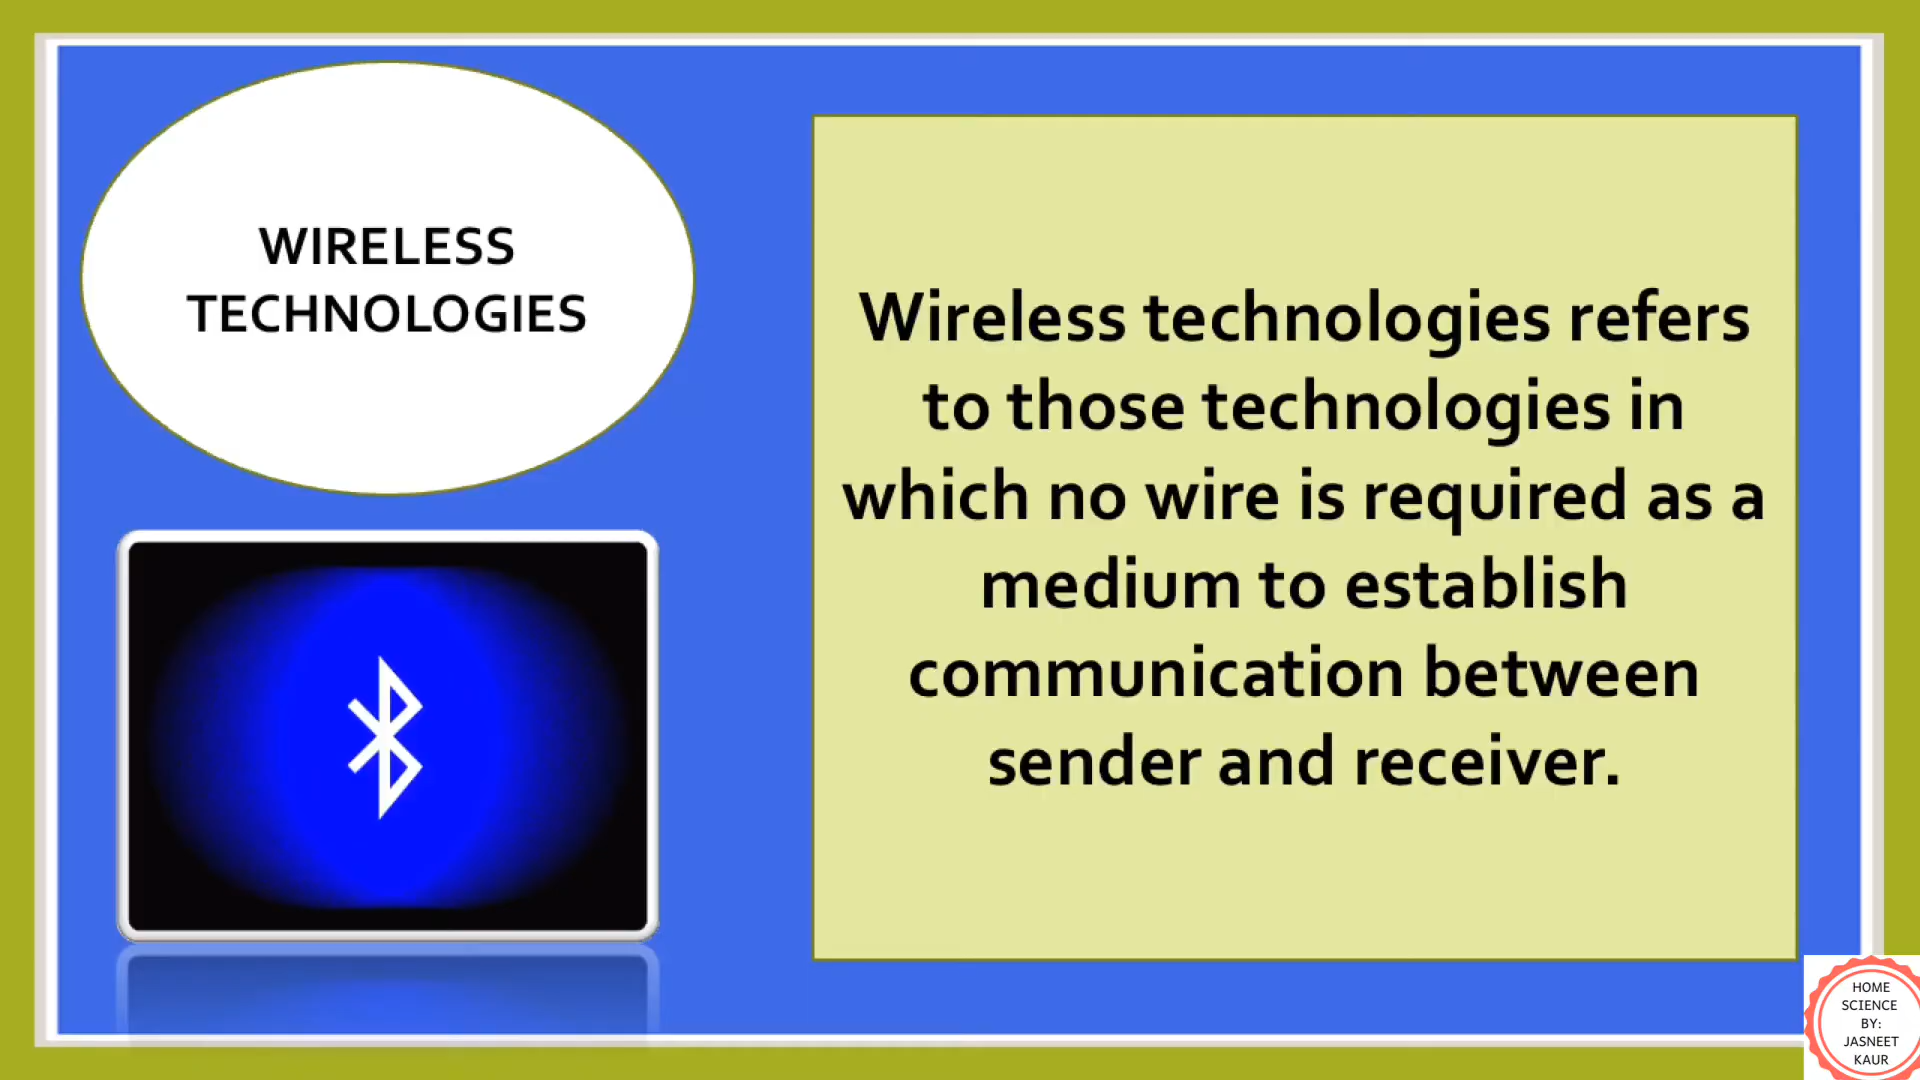 WIRELESS
TECHNOLOGIES
Wireless technologies refers
to those technologies in
which no wire is required as a
medium to establish
communication between
sender and receiver.
HOME
SCIENCE
BY:
JASNEET
KAUR